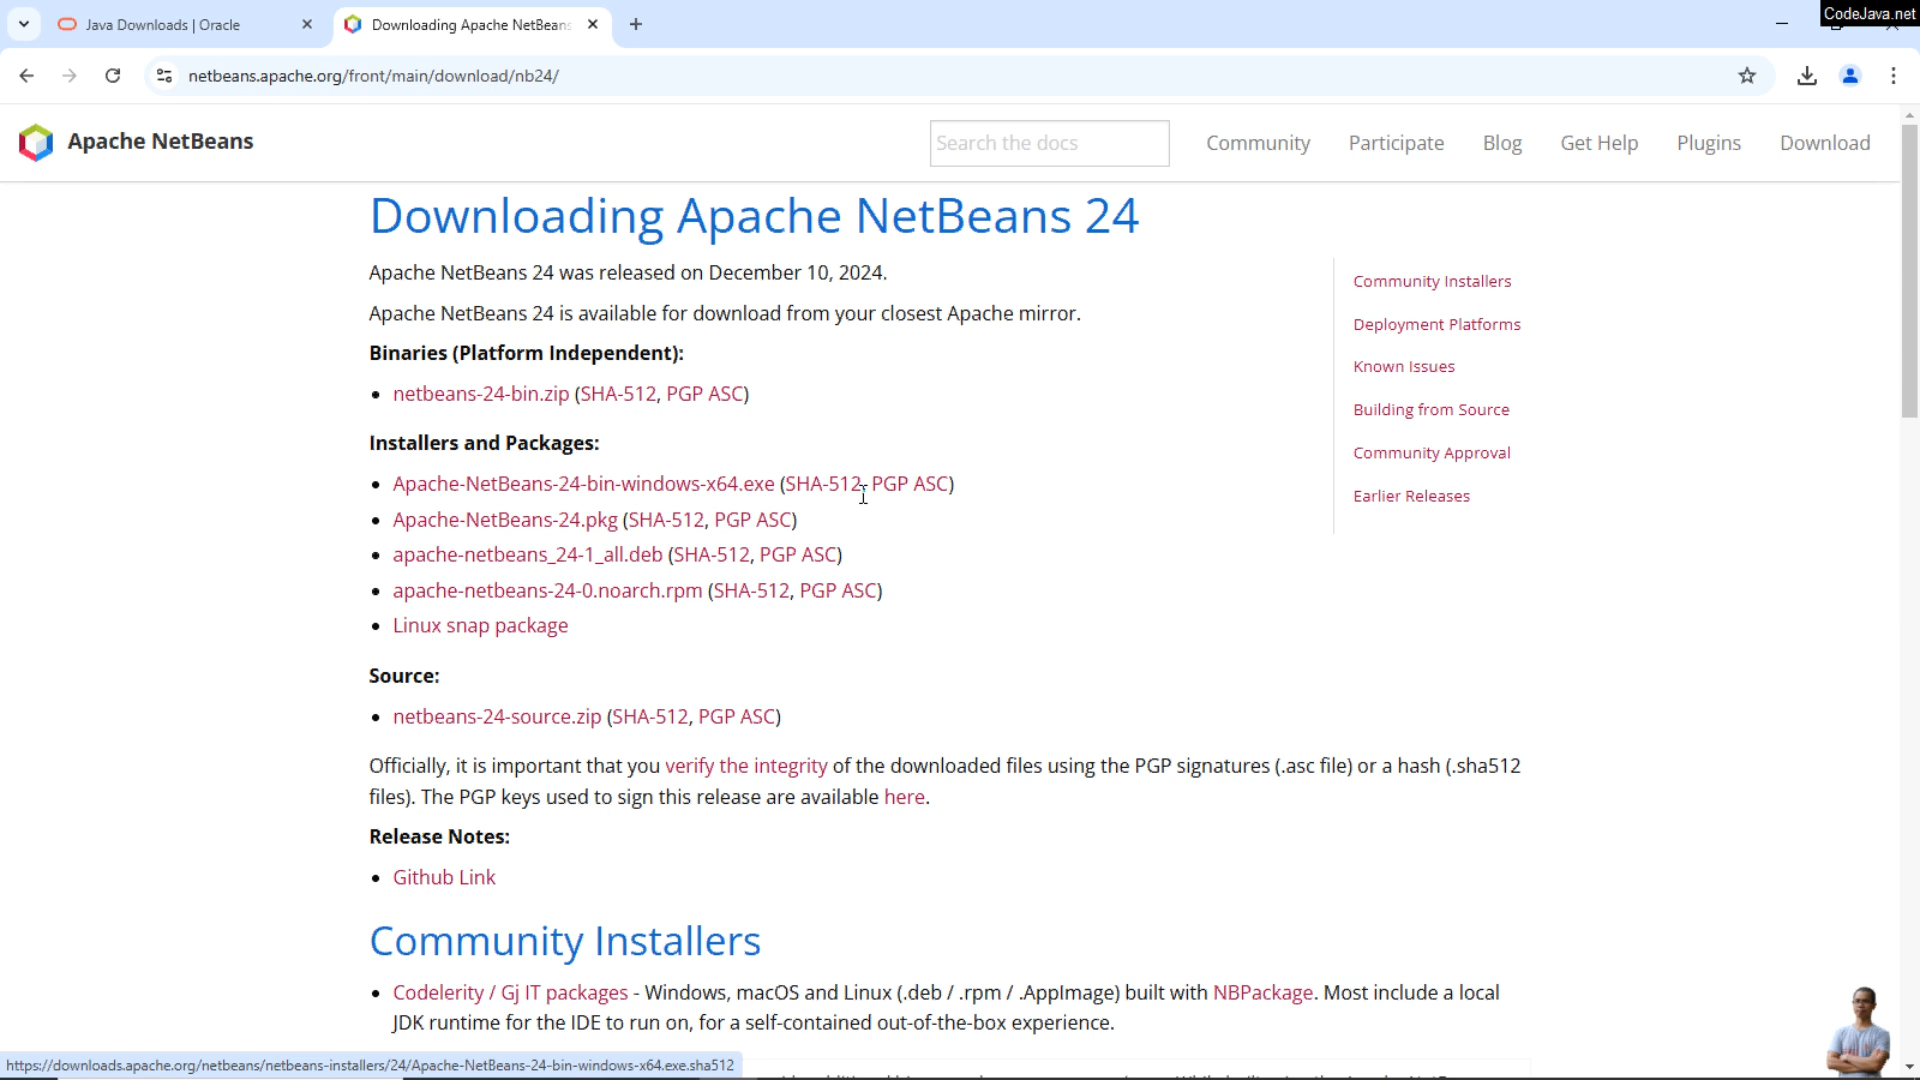 CodeJava.net
Java Downloads | Oracle
Downloading Apache NetBeans
netbeans.apache.org/front/main/download/nb24/
Apache NetBeans
Search the docs
Community
Participate
Blog
Get Help
Plugins
Download
Downloading Apache NetBeans 24
Apache NetBeans 24 was released on December 10, 2024.
Apache NetBeans 24 is available for download from your closest Apache mirror.
Binaries (Platform Independent):
netbeans-24-bin.zip (SHA-512, PGP ASC)
Installers and Packages:
Apache-NetBeans-24-bin-windows-x64.exe (SHA-512, PGP ASC)
Apache-NetBeans-24.pkg (SHA-512, PGP ASC)
apache-netbeans_24-1_all.deb (SHA-512, PGP ASC)
apache-netbeans-24-0.noarch.rpm (SHA-512, PGP ASC)
Linux snap package
Source:
netbeans-24-source.zip (SHA-512, PGP ASC)
Officially, it is important that you verify the integrity of the downloaded files using the PGP signatures (.asc file) or a hash (.sha512
files). The PGP keys used to sign this release are available here.
Release Notes:
Github Link
Community Installers
Codelerity / Gj IT packages - Windows, macOS and Linux (.deb / .rpm / .AppImage) built with NBPackage. Most include a local
JDK runtime for the IDE to run on, for a self-contained out-of-the-box experience.
Community Installers
Deployment Platforms
Known Issues
Building from Source
Community Approval
Earlier Releases
https://downloads.apache.org/netbeans/netbeans-installers/24/Apache-NetBeans-24-bin-windows-x64.exe.sha512